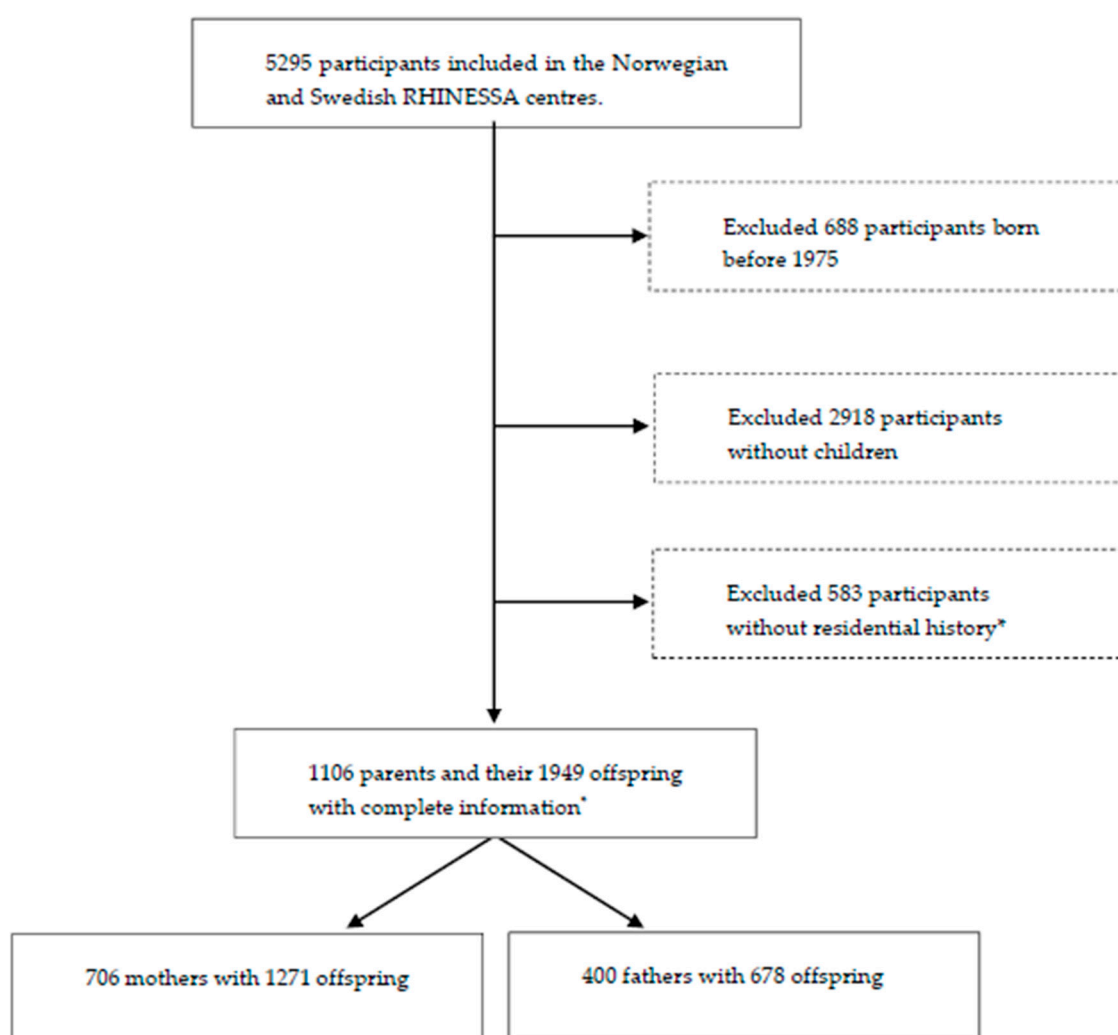 5295 participants included in the Norwegian
and Swedish RHINESSA centres.
Excluded 688 participants born
before 1975
Excluded 2918 participants
without children
Excluded 583 participants
without residential history*
1106 parents and their 1949 offspring
with complete information*
706 mothers with 1271 offspring
400 fathers with 678 offspring